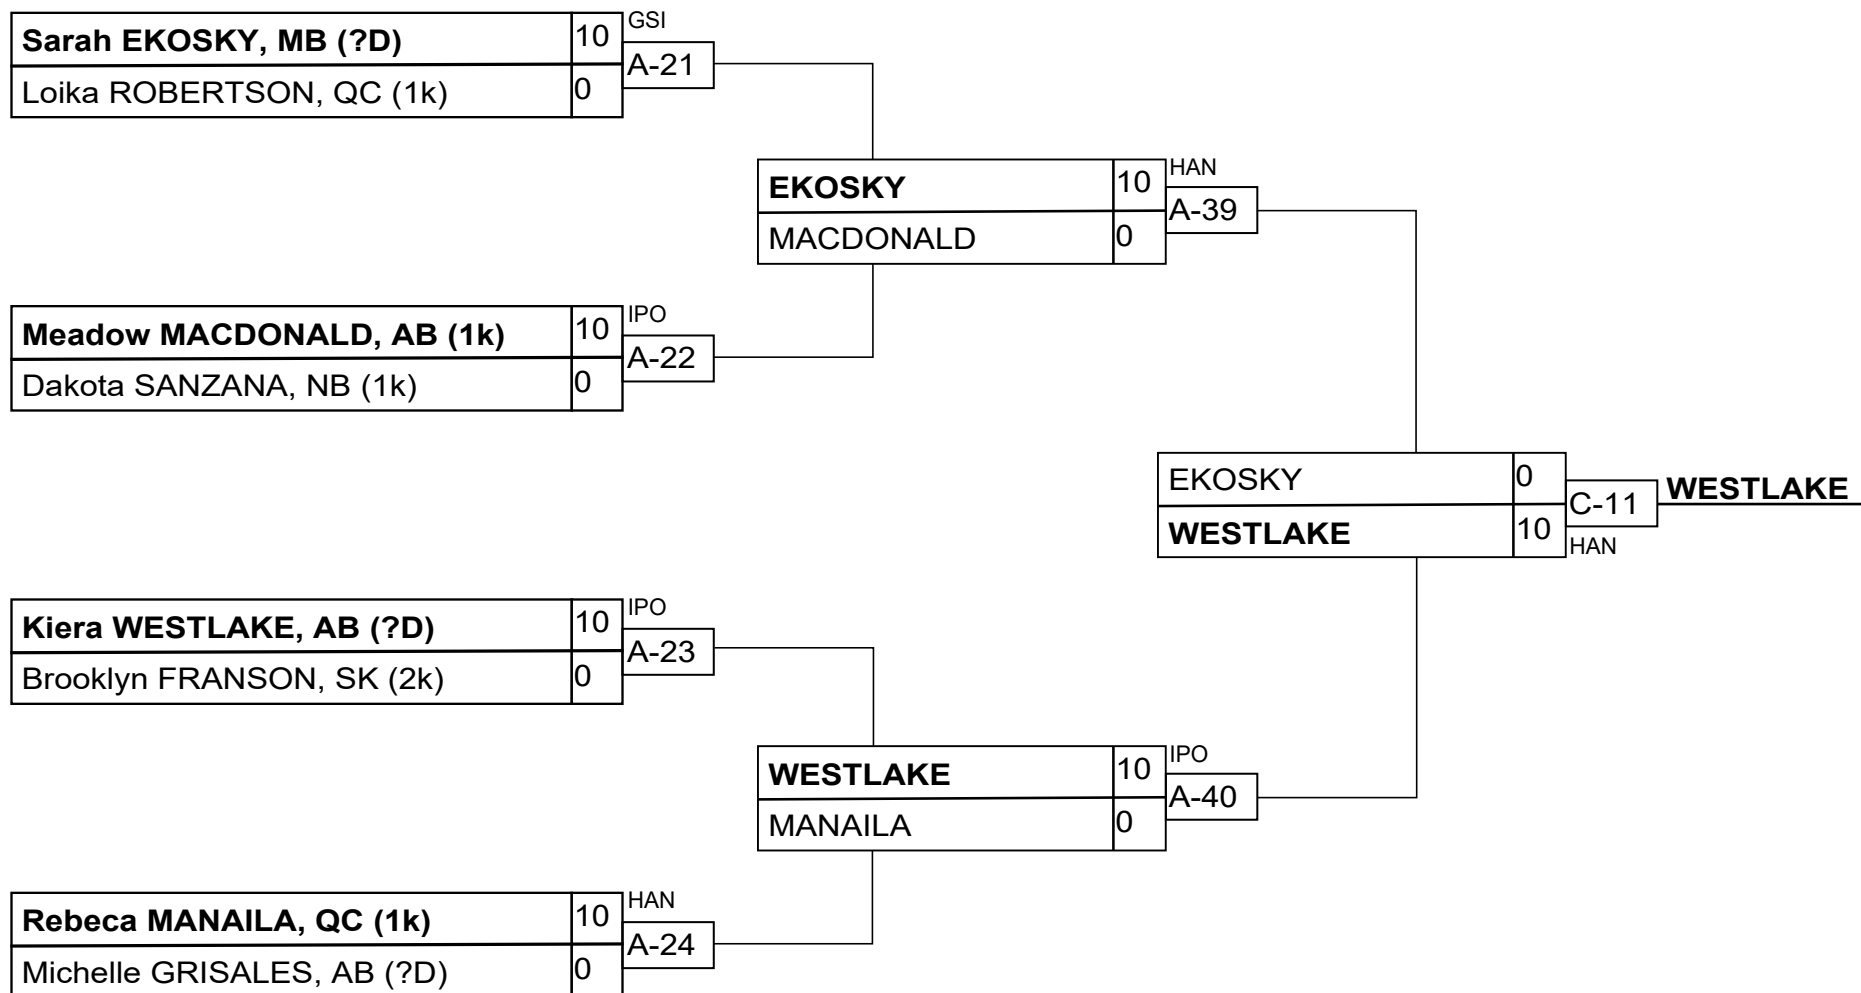 Sarah EKOSKY, MB (?D) 10 GSI
A-21
Loika ROBERTSON, QC (1k) 0
EKOSKY 10 HAN
A-39
MACDONALD 0
Meadow MACDONALD, AB (1k) 10 IPO
A-22
Dakota SANZANA, NB (1k) 0
EKOSKY 0
C-11 WESTLAKE
WESTLAKE 10 HAN
Kiera WESTLAKE, AB (?D) 10 IPO
A-23
Brooklyn FRANSON, SK (2k) 0
WESTLAKE 10 IPO
A-40
MANAILA 0
Rebeca MANAILA, QC (1k) 10 HAN
A-24
Michelle GRISALES, AB (?D) 0